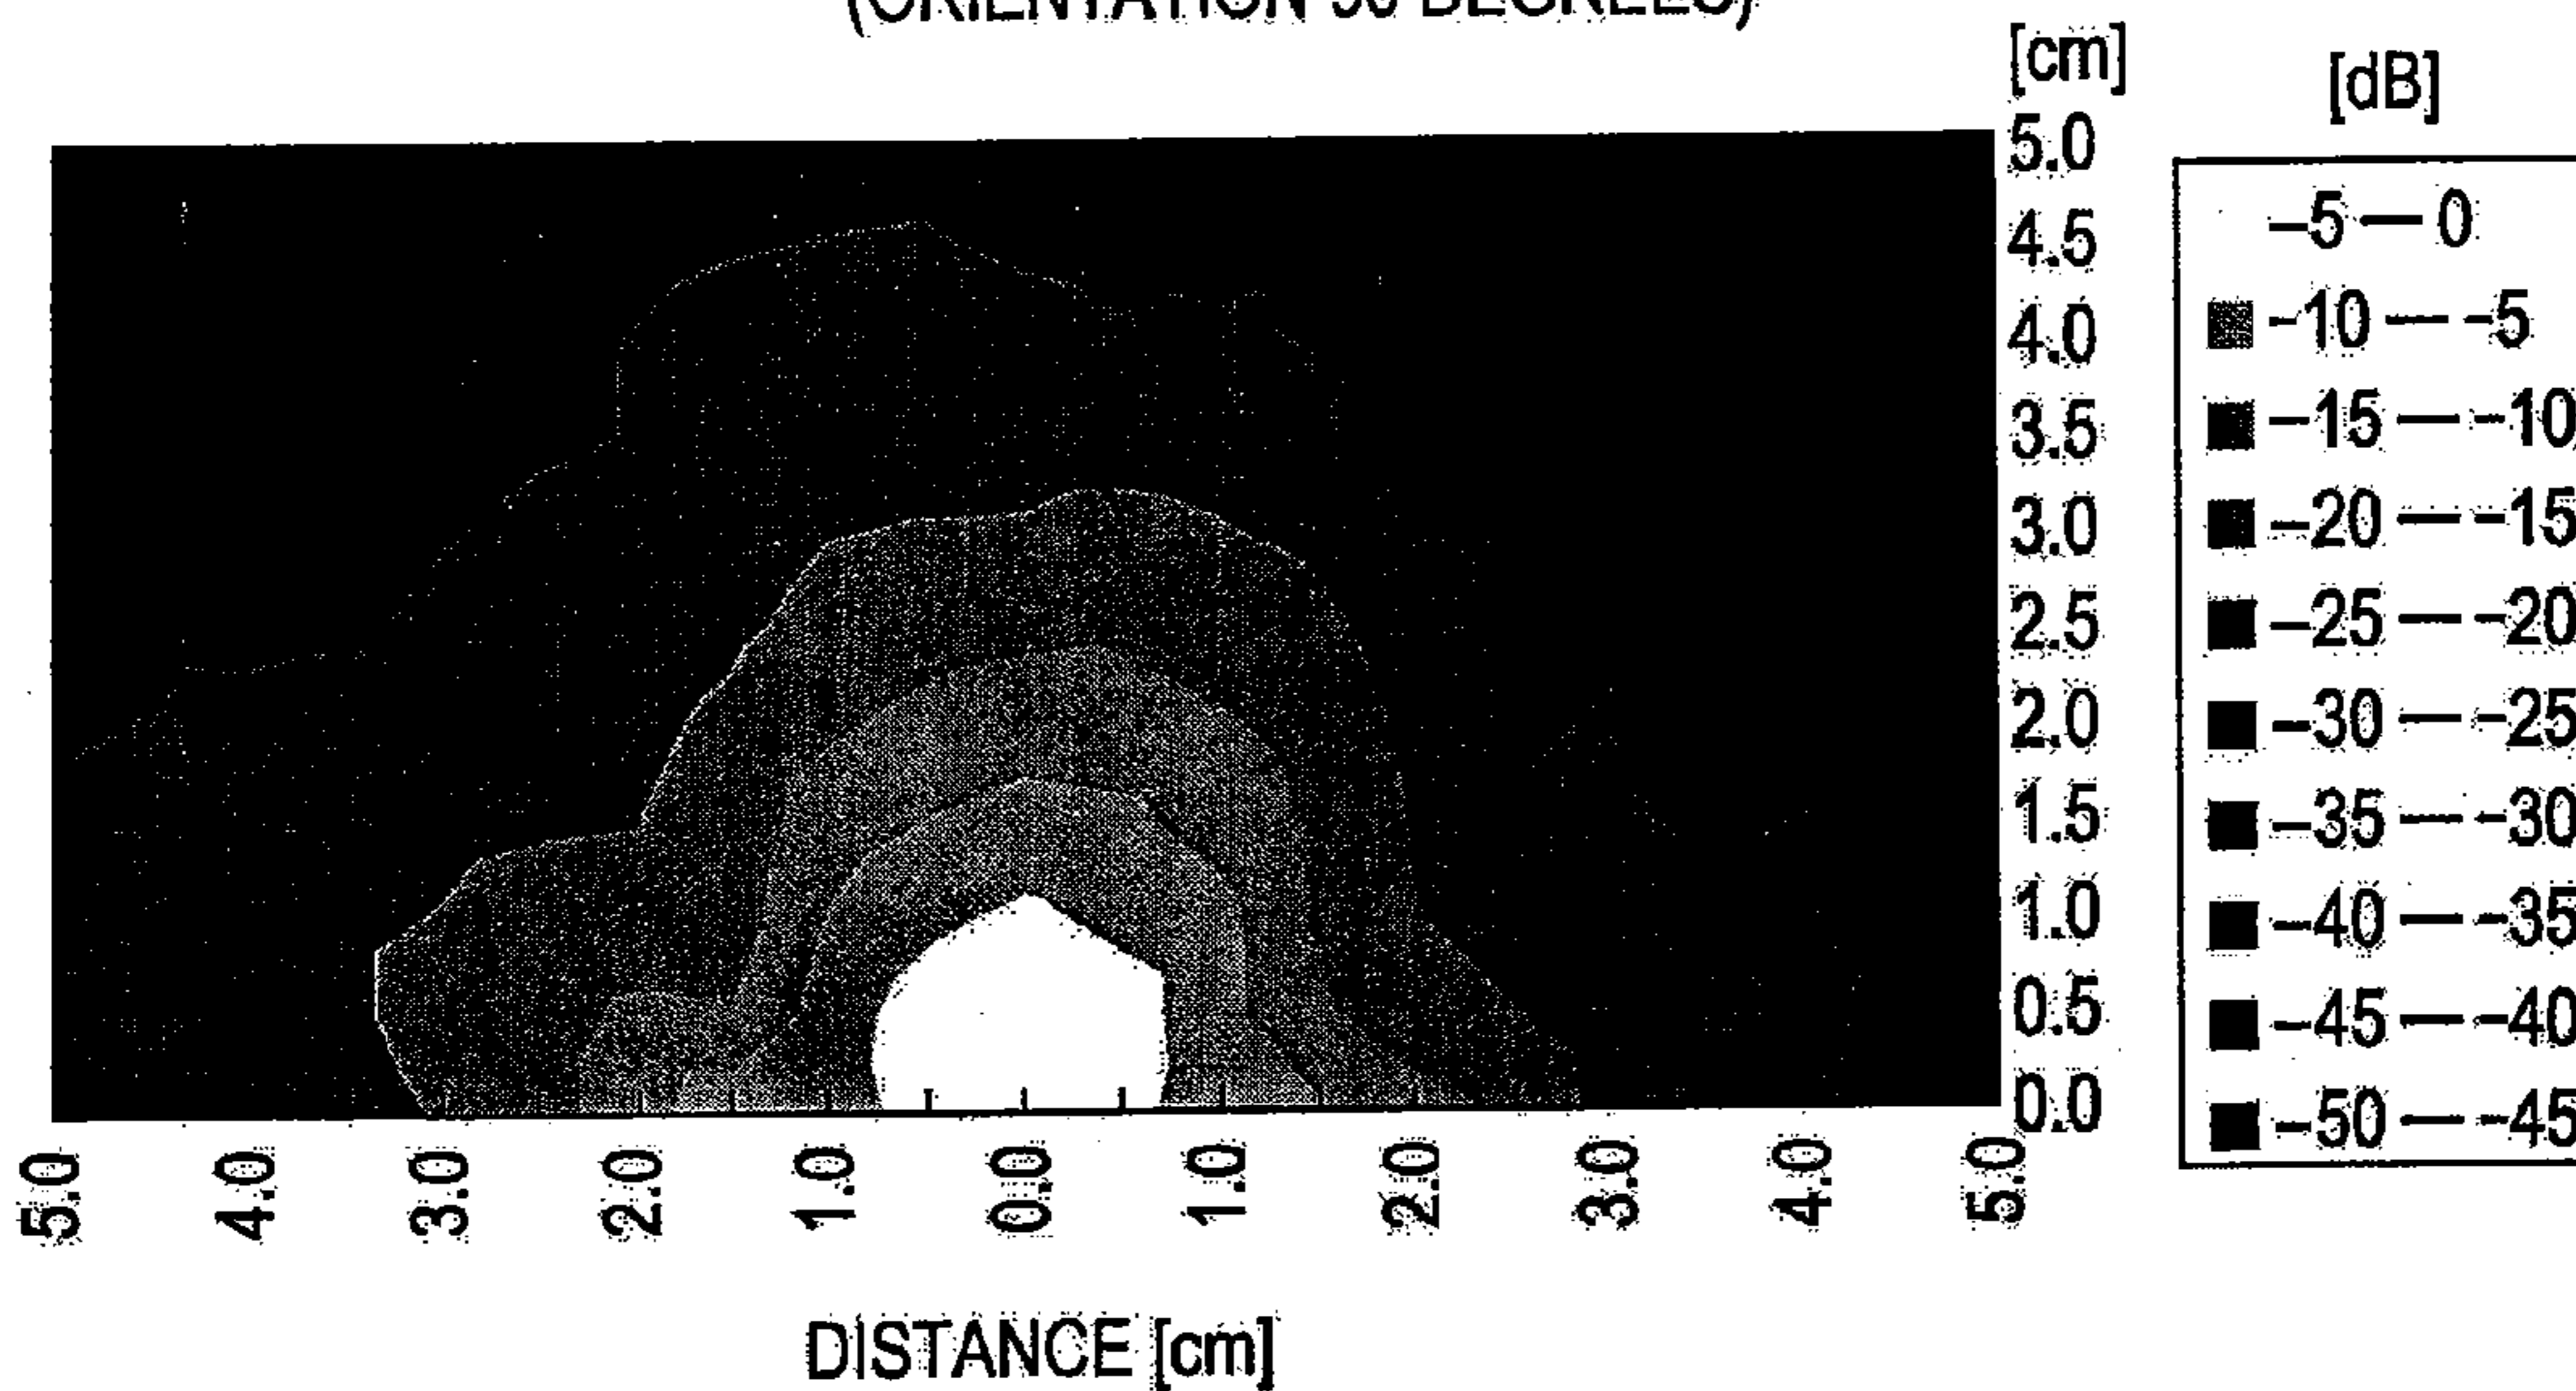 (ORIENTATION 90 DEGREES)
[cm]
[dB]
5.0
4.5
4.0
3.5
3.0
2.5
2.0
1.5
1.0
0.5
0.0
–5 — 0
–10 — –5
–15 — –10
–20 — –15
–25 — –20
–30 — –25
–35 — –30
–40 — –35
–45 — –40
–50 — –45
5.0 4.0 3.0 2.0 1.0 0.0 1.0 2.0 3.0 4.0 5.0
DISTANCE [cm]